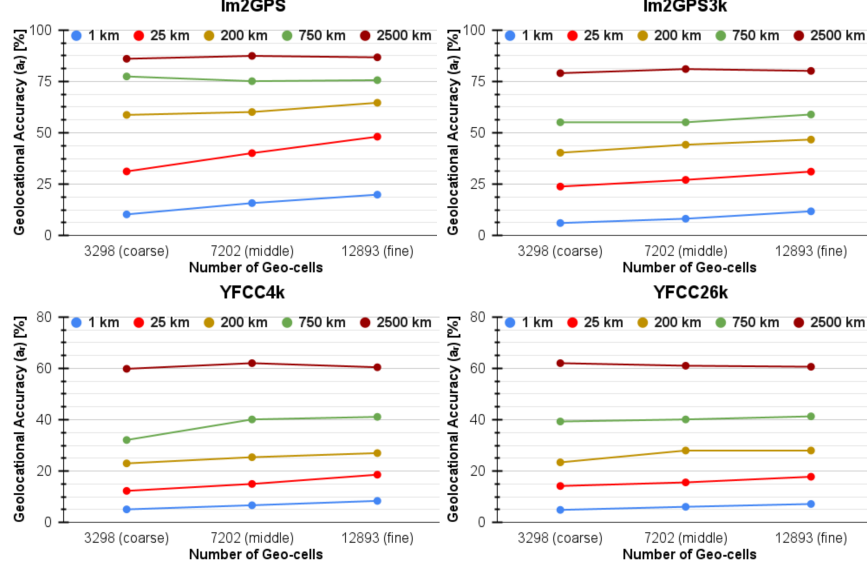 Im2GPS
Geolocational Accuracy (aᵣ) [%]
1 km 25 km 200 km 750 km 2500 km
100
75
50
25
0
3298 (coarse) 7202 (middle) 12893 (fine)
Number of Geo-cells
Im2GPS3k
Geolocational Accuracy (aᵣ) [%]
1 km 25 km 200 km 750 km 2500 km
100
75
50
25
0
3298 (coarse) 7202 (middle) 12893 (fine)
Number of Geo-cells
YFCC4k
Geolocational Accuracy (aᵣ) [%]
1 km 25 km 200 km 750 km 2500 km
80
60
40
20
0
3298 (coarse) 7202 (middle) 12893 (fine)
Number of Geo-cells
YFCC26k
Geolocational Accuracy (aᵣ) [%]
1 km 25 km 200 km 750 km 2500 km
80
60
40
20
0
3298 (coarse) 7202 (middle) 12893 (fine)
Number of Geo-cells